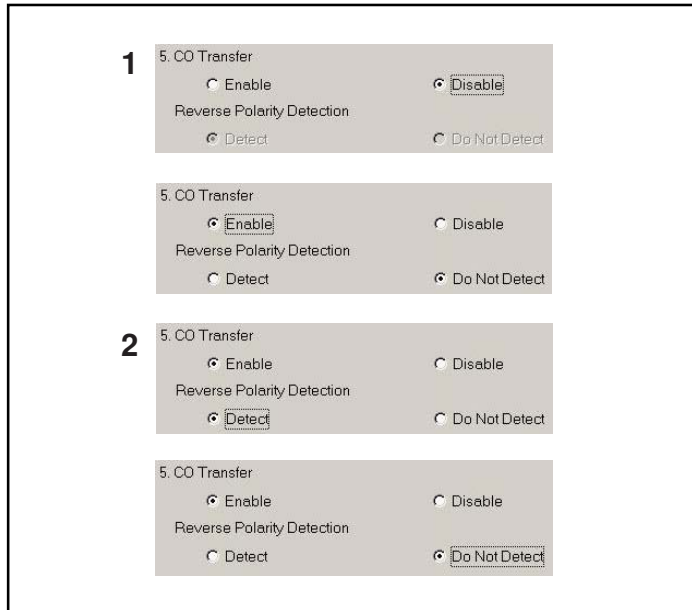 1
5. CO Transfer
Enable Disable
Reverse Polarity Detection
Detect Do Not Detect
5. CO Transfer
Enable Disable
Reverse Polarity Detection
Detect Do Not Detect
2
5. CO Transfer
Enable Disable
Reverse Polarity Detection
Detect Do Not Detect
5. CO Transfer
Enable Disable
Reverse Polarity Detection
Detect Do Not Detect